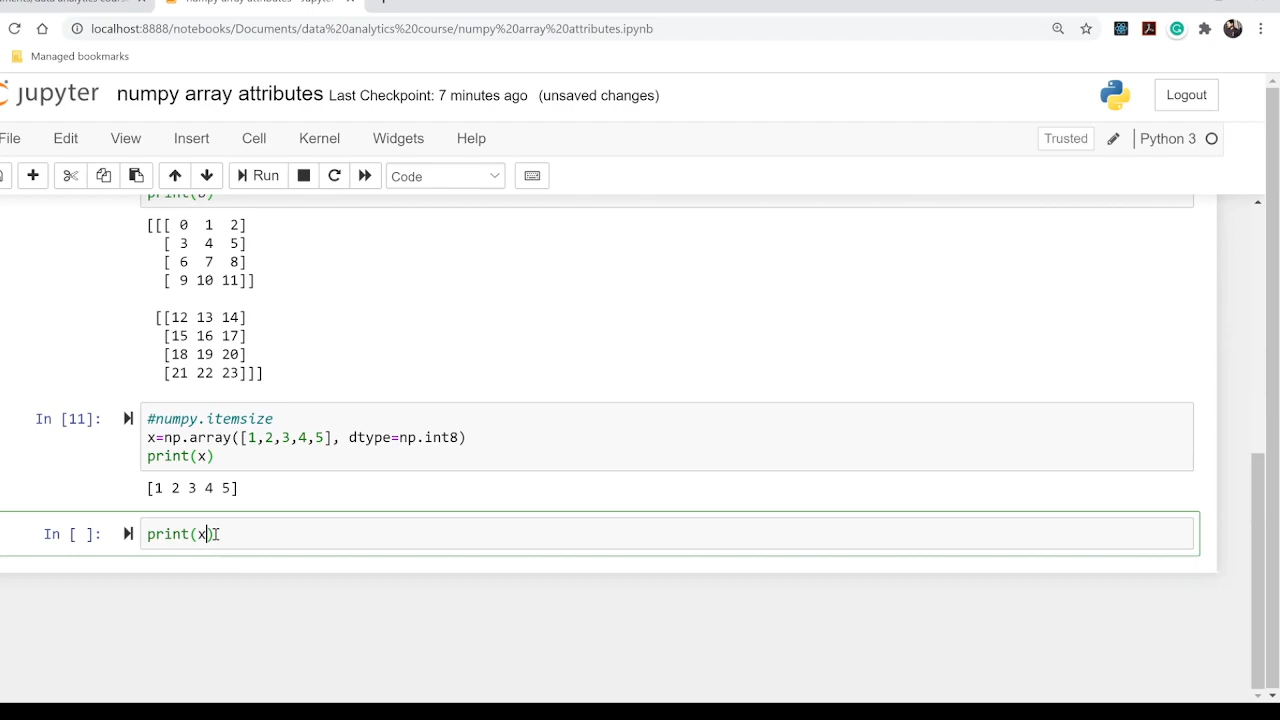 localhost:8888/notebooks/Documents/data%20analytics%20course/numpy%20array%20attributes.ipynb
Managed bookmarks
jupyter numpy array attributes Last Checkpoint: 7 minutes ago (unsaved changes)
Logout
File Edit View Insert Cell Kernel Widgets Help
Trusted Python 3
Run Code
[[[ 0 1 2]
[ 3 4 5]
[ 6 7 8]
[ 9 10 11]]
[[12 13 14]
[15 16 17]
[18 19 20]
[21 22 23]]]
In [11]: #numpy.itemsize
x=np.array([1,2,3,4,5], dtype=np.int8)
print(x)
[1 2 3 4 5]
In [ ]: print(x)